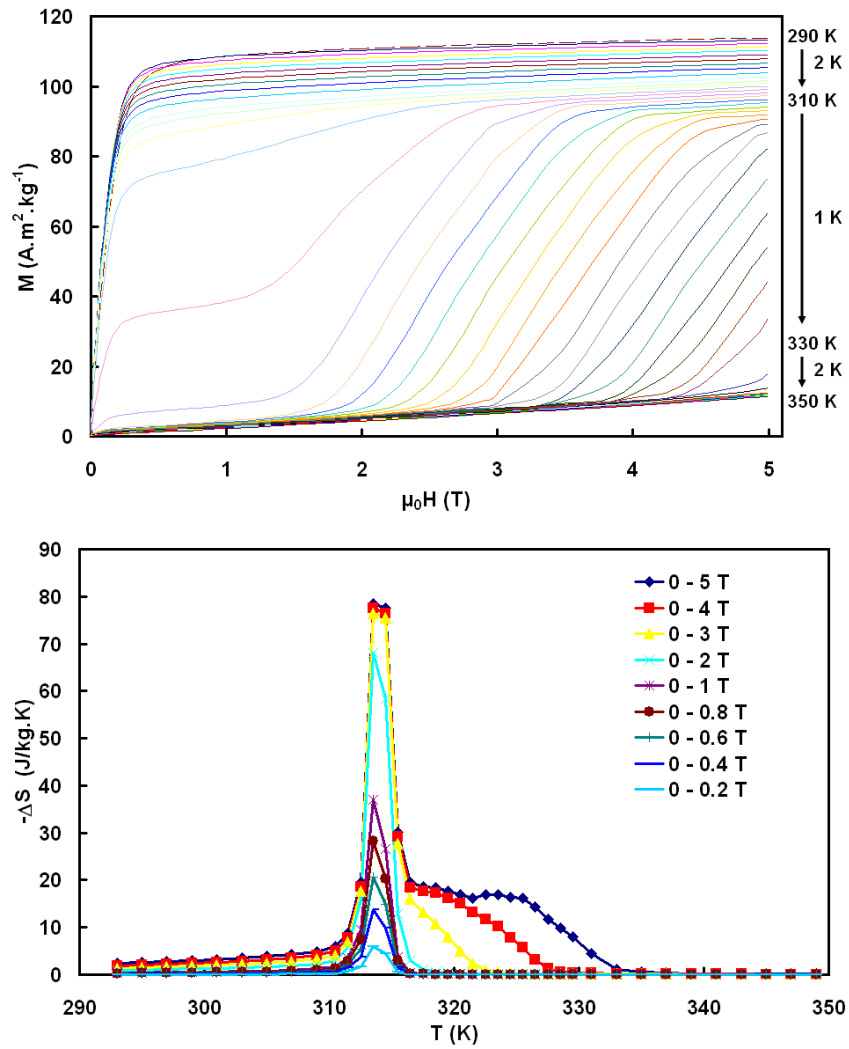 120
100
80
60
40
20
0
M (A.m².kg⁻¹)
0 1 2 3 4 5
μ₀H (T)
290 K
2 K
310 K
1 K
330 K
2 K
350 K
90
80
70
60
50
40
30
20
10
0
-ΔS (J/kg.K)
0 - 5 T
0 - 4 T
0 - 3 T
0 - 2 T
0 - 1 T
0 - 0.8 T
0 - 0.6 T
0 - 0.4 T
0 - 0.2 T
290 300 310 320 330 340 350
T (K)